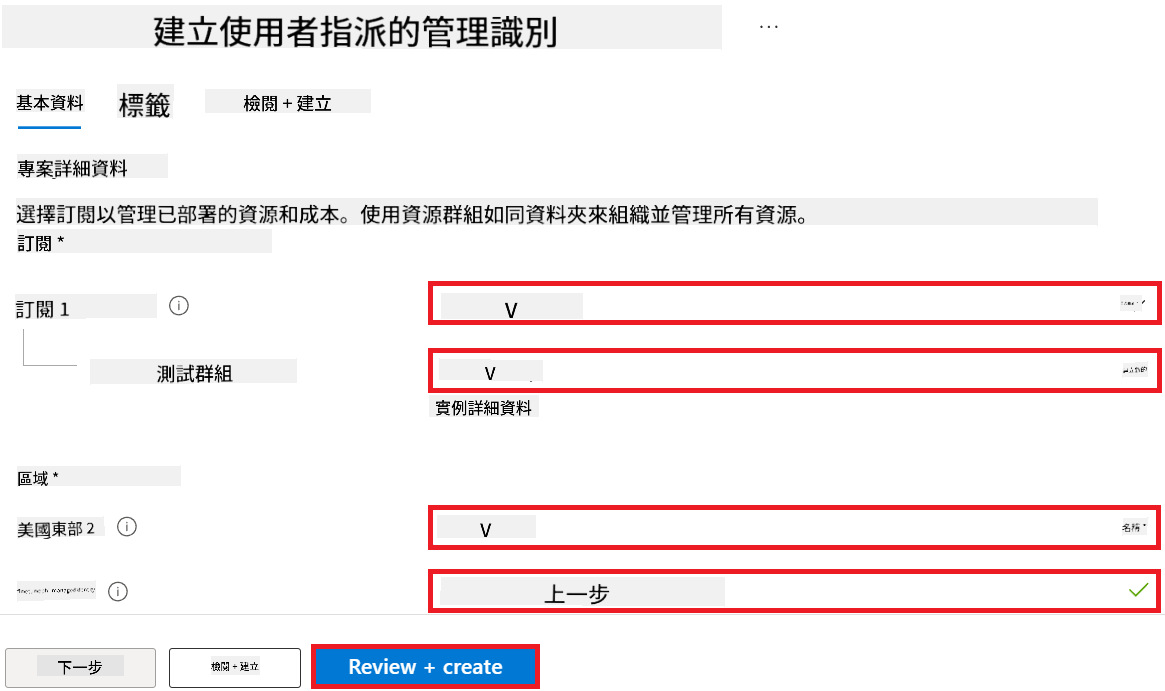 建立使用者指派的管理識別 ...
基本資料 標籤 檢閱 + 建立
專案詳細資料
選擇訂閱以管理已部署的資源和成本。使用資源群組如同資料夾來組織並管理所有資源。
訂閱 *
訂閱 1 V
測試群組 V 建立新的
實例詳細資料
區域 *
美國東部 2 V 名稱 *
上一步
下一步 檢閱 + 建立 Review + create